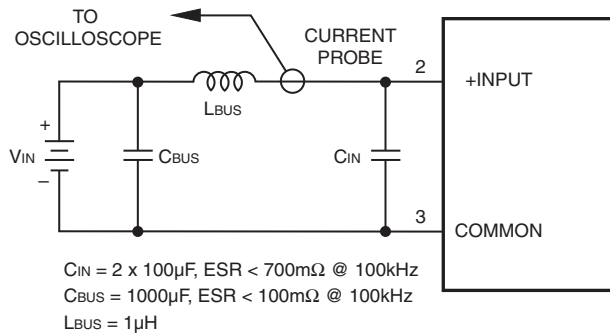 TO
OSCILLOSCOPE
CURRENT
PROBE
LBUS
2
+INPUT
+
VIN
–
CBUS
CIN
3
COMMON
CIN = 2 x 100µF, ESR < 700mΩ @ 100kHz
CBUS = 1000µF, ESR < 100mΩ @ 100kHz
LBUS = 1µH